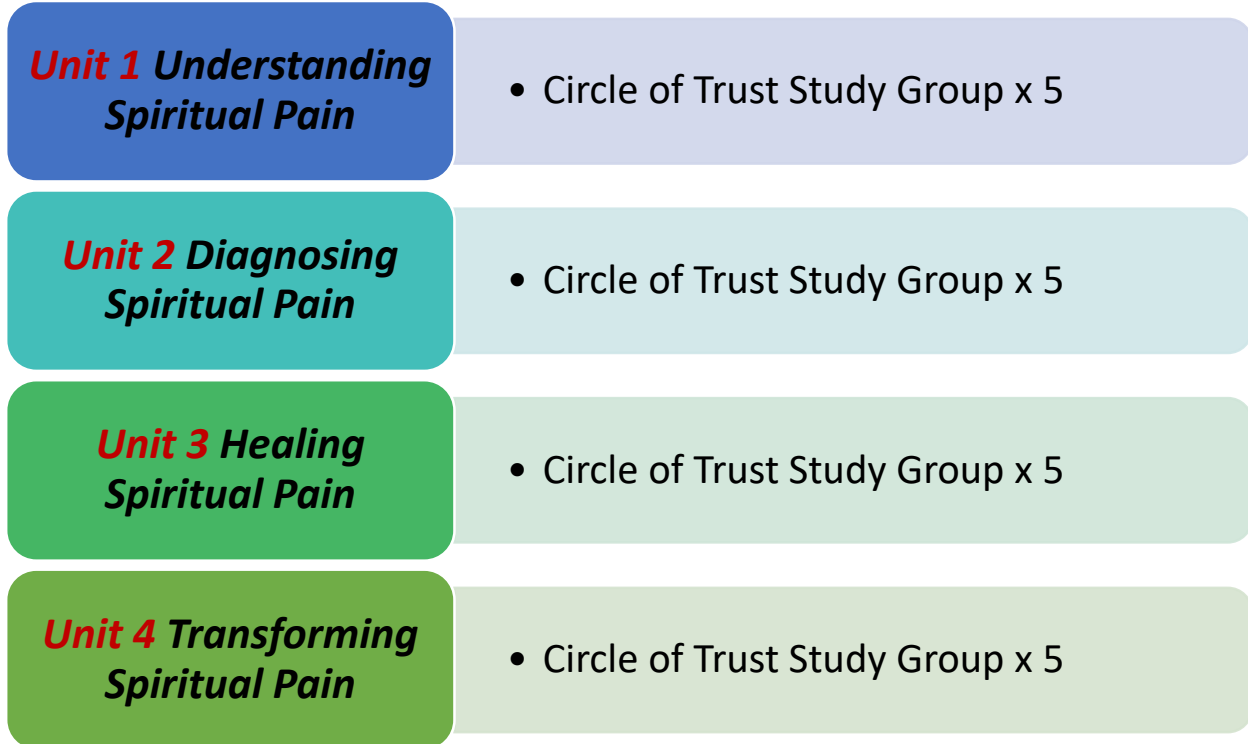 Unit 1 Understanding
Spiritual Pain
• Circle of Trust Study Group x 5
Unit 2 Diagnosing
Spiritual Pain
• Circle of Trust Study Group x 5
Unit 3 Healing
Spiritual Pain
• Circle of Trust Study Group x 5
Unit 4 Transforming
Spiritual Pain
• Circle of Trust Study Group x 5